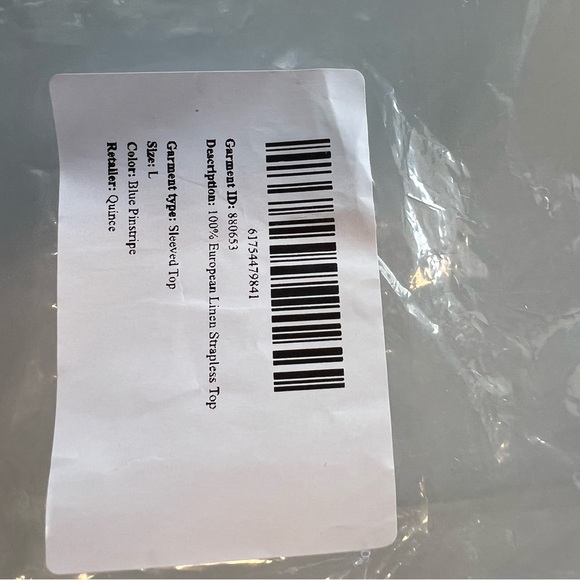 61754479841
Garment ID: 880653
Description: 100% European Linen Strapless Top
Garment type: Sleeved Top
Size: L
Color: Blue Pinstripe
Retailer: Quince